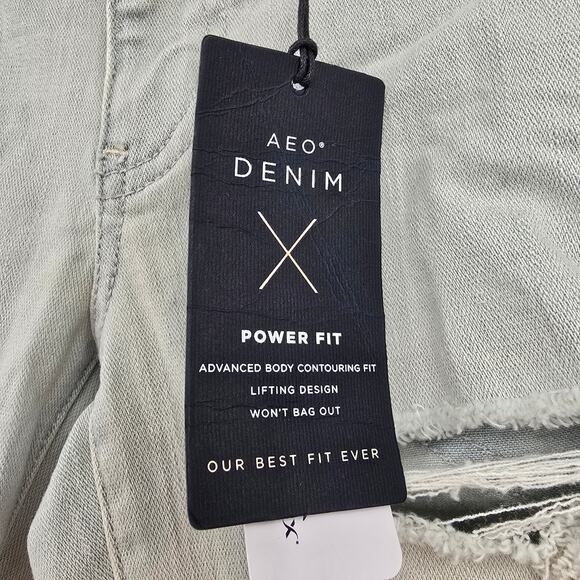 AEO®
DENIM
X
POWER FIT
ADVANCED BODY CONTOURING FIT
LIFTING DESIGN
WON'T BAG OUT
OUR BEST FIT EVER